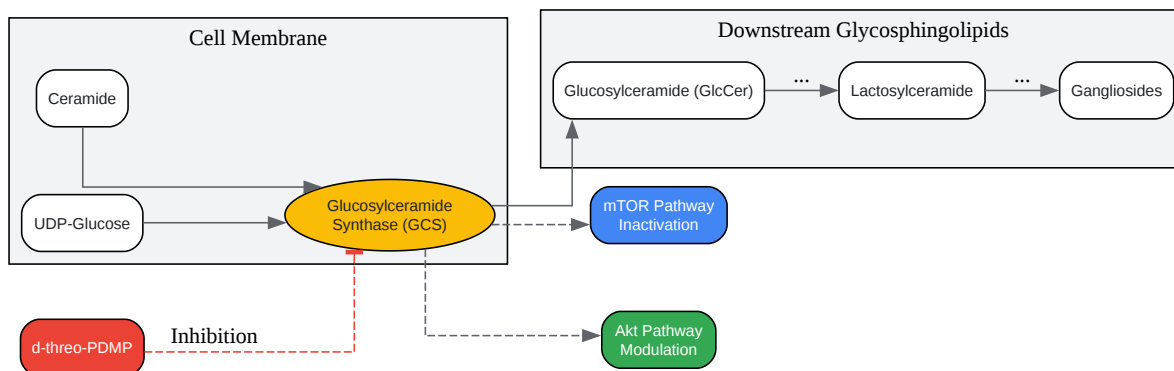 Cell Membrane
Ceramide
UDP-Glucose
Glucosylceramide
Synthase (GCS)
Downstream Glycosphingolipids
Glucosylceramide (GlcCer)
...
Lactosylceramide
...
Gangliosides
mTOR Pathway
Inactivation
d-threo-PDMP
Inhibition
Akt Pathway
Modulation